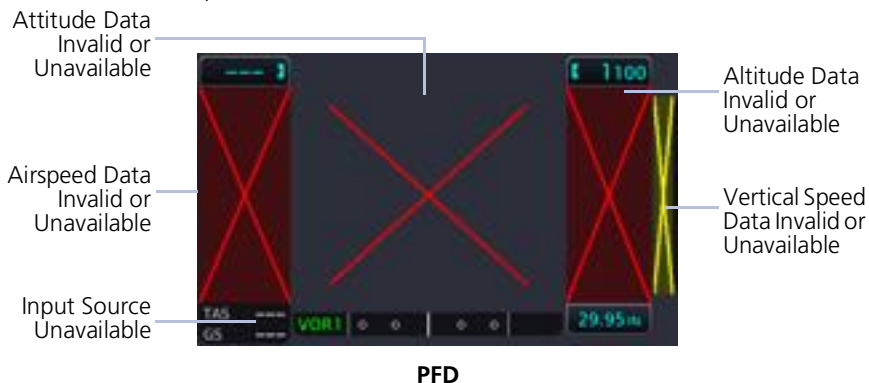 Attitude Data
Invalid or
Unavailable
--- 
1100
Altitude Data
Invalid or
Unavailable
Airspeed Data
Invalid or
Unavailable
Vertical Speed
Data Invalid or
Unavailable
Input Source
Unavailable
TAS ---
GS ---
VOR1
29.95 IN
PFD